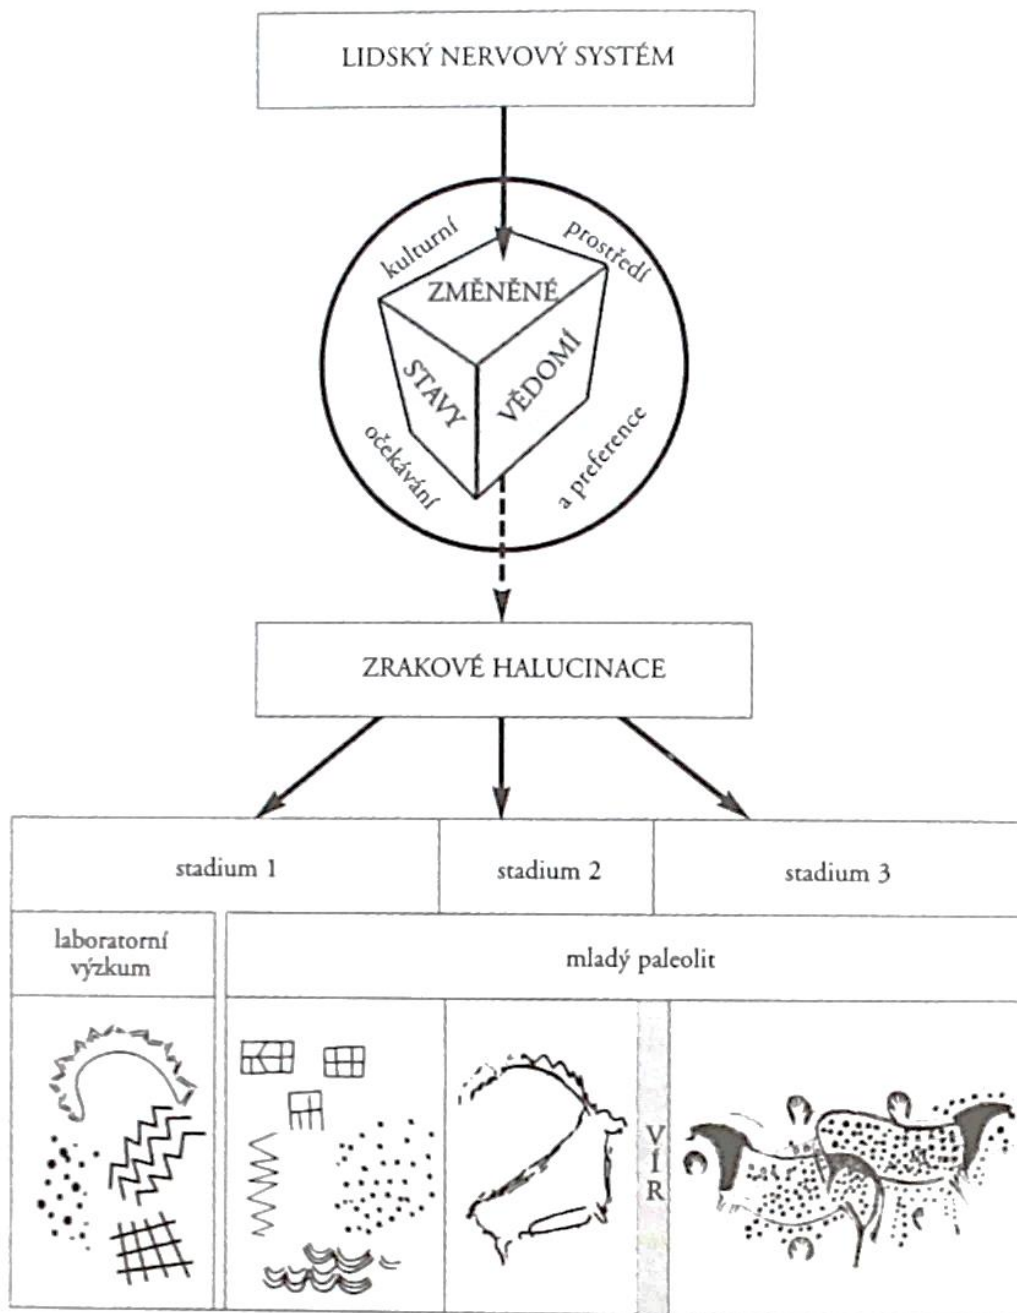 LIDSKÝ NERVOVÝ SYSTÉM
kulturní
prostředí
ZMĚNĚNÉ
STAVY
VĚDOMÍ
očekávání
a preference
ZRAKOVÉ HALUCINACE
stadium 1
stadium 2
stadium 3
laboratorní
výzkum
mladý paleolit
VÍR